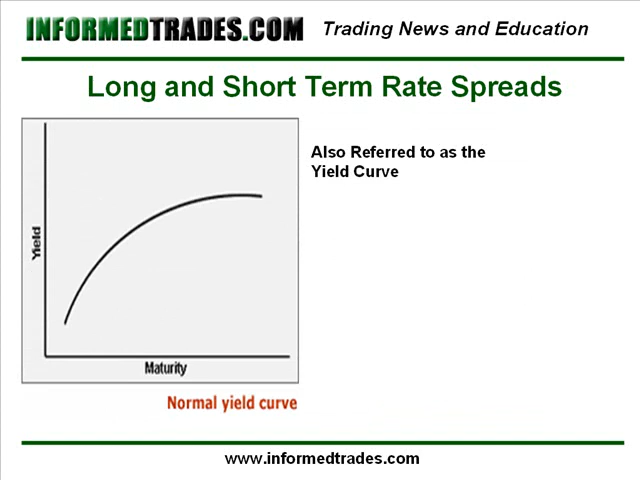 INFORMEDTRADES.COM Trading News and Education
Long and Short Term Rate Spreads
Also Referred to as the
Yield Curve
Yield
Maturity
Normal yield curve
www.informedtrades.com